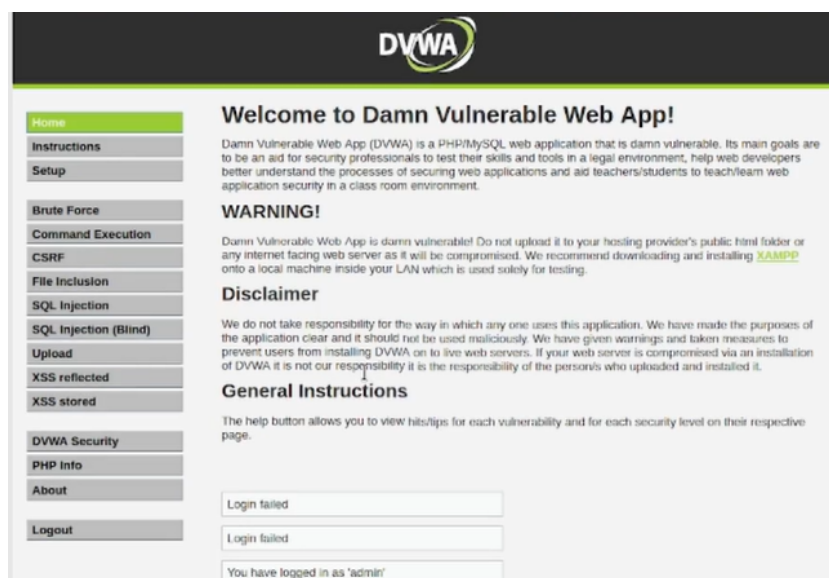 DVWA
Home
Instructions
Setup
Brute Force
Command Execution
CSRF
File Inclusion
SQL Injection
SQL Injection (Blind)
Upload
XSS reflected
XSS stored
DVWA Security
PHP Info
About
Logout
Welcome to Damn Vulnerable Web App!
Damn Vulnerable Web App (DVWA) is a PHP/MySQL web application that is damn vulnerable. Its main goals are
to be an aid for security professionals to test their skills and tools in a legal environment, help web developers
better understand the processes of securing web applications and aid teachers/students to teach/learn web
application security in a class room environment.
WARNING!
Damn Vulnerable Web App is damn vulnerable! Do not upload it to your hosting provider's public html folder or
any internet facing web server as it will be compromised. We recommend downloading and installing XAMPP
onto a local machine inside your LAN which is used solely for testing.
Disclaimer
We do not take responsibility for the way in which any one uses this application. We have made the purposes of
the application clear and it should not be used maliciously. We have given warnings and taken measures to
prevent users from installing DVWA on to live web servers. If your web server is compromised via an installation
of DVWA it is not our responsibility it is the responsibility of the person/s who uploaded and installed it.
General Instructions
The help button allows you to view hits/tips for each vulnerability and for each security level on their respective
page.
Login failed
Login failed
You have logged in as 'admin'